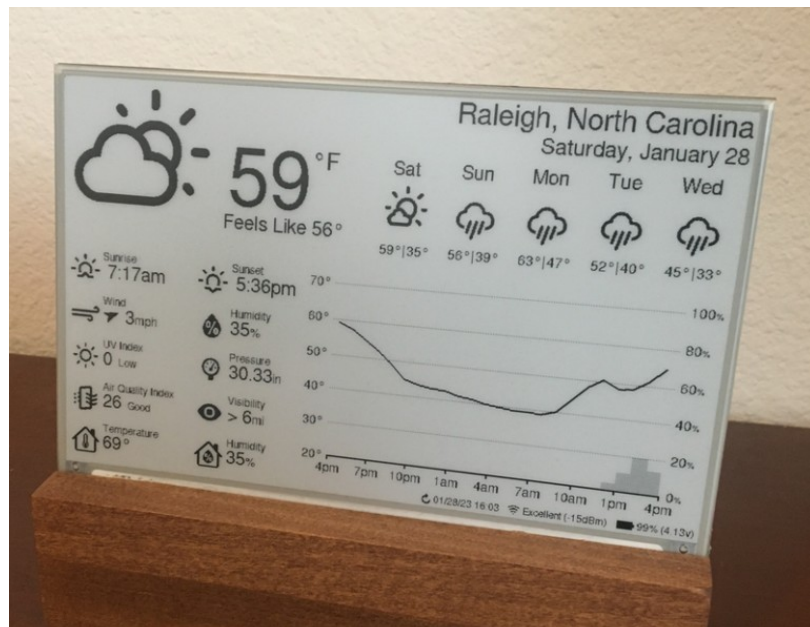 Raleigh, North Carolina
Saturday, January 28
59 °F
Feels Like 56°
Sat Sun Mon Tue Wed
59°|35° 56°|39° 63°|47° 52°|40° 45°|33°
Sunrise
7:17am
Sunset
5:36pm
Wind
3mph
Humidity
35%
UV Index
0 Low
Pressure
30.33in
Air Quality Index
26 Good
Visibility
> 6mi
Temperature
69°
Humidity
35%
70°
60°
50°
40°
30°
20°
100%
80%
60%
40%
20%
0%
4pm 7pm 10pm 1am 4am 7am 10am 1pm 4pm
01/28/23 16:03 Excellent (-15dBm) 99% (4.13v)